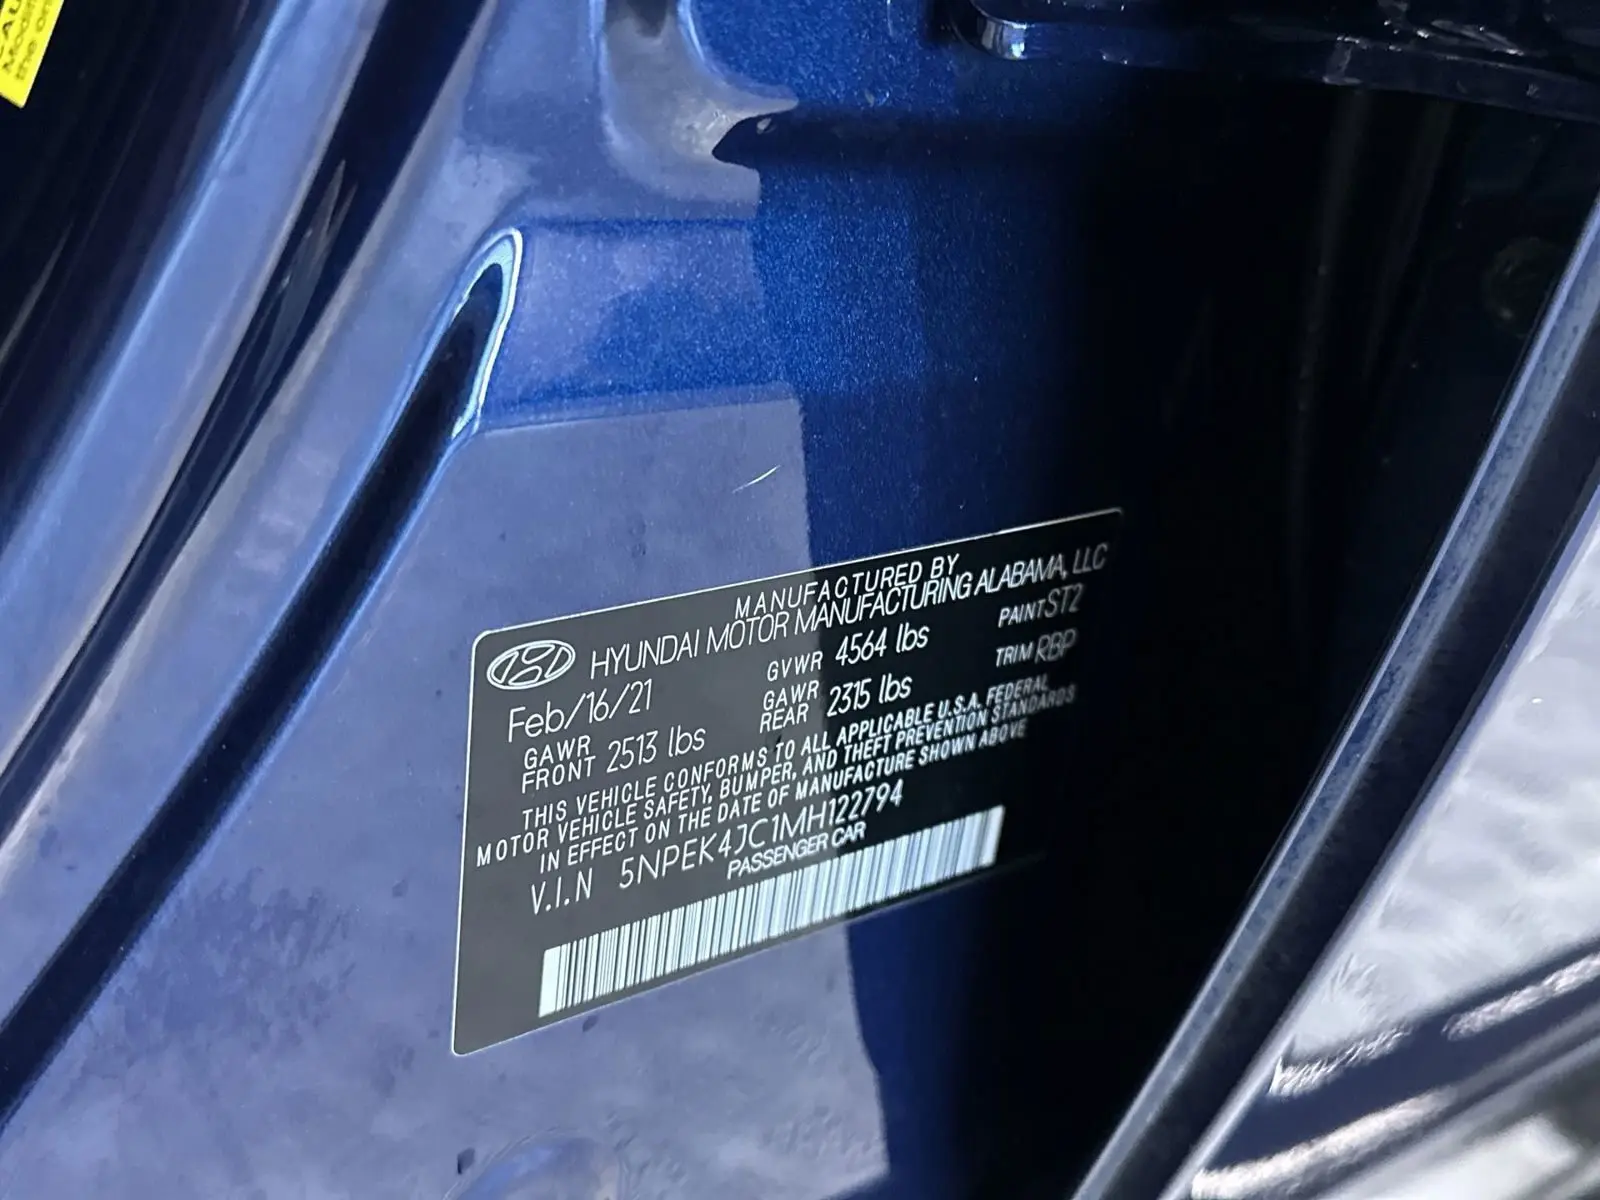 the on
MANUFACTURED BY
HYUNDAI MOTOR MANUFACTURING ALABAMA, LLC
Feb/16/21 GVWR 4564 lbs PAINT ST2
GAWR FRONT 2513 lbs GAWR REAR 2315 lbs TRIM RBP
THIS VEHICLE CONFORMS TO ALL APPLICABLE U.S.A. FEDERAL
MOTOR VEHICLE SAFETY, BUMPER, AND THEFT PREVENTION STANDARDS
IN EFFECT ON THE DATE OF MANUFACTURE SHOWN ABOVE
V.I.N 5NPEK4JC1MH122794
PASSENGER CAR